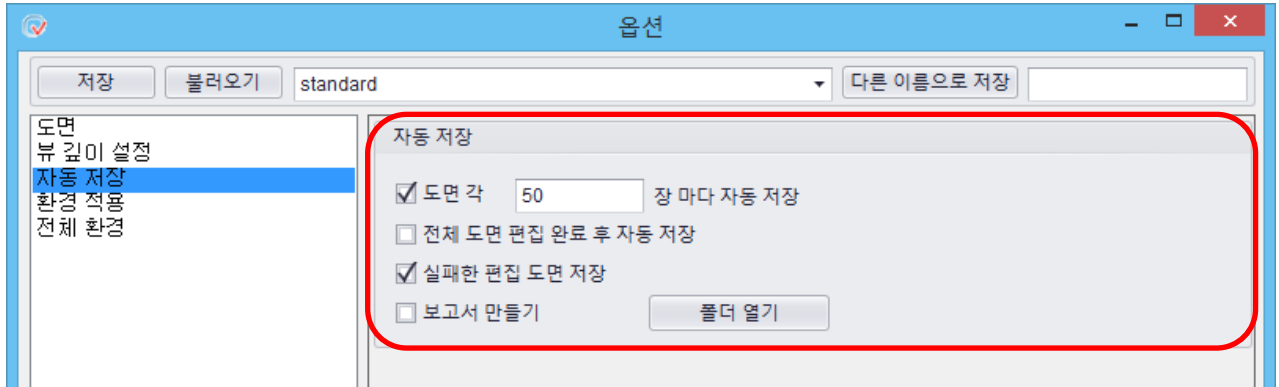 옵션
저장 불러오기 standard 다른 이름으로 저장
도면
뷰 깊이 설정
자동 저장
환경 적용
전체 환경
자동 저장
도면 각 50 장 마다 자동 저장
전체 도면 편집 완료 후 자동 저장
실패한 편집 도면 저장
보고서 만들기 폴더 열기